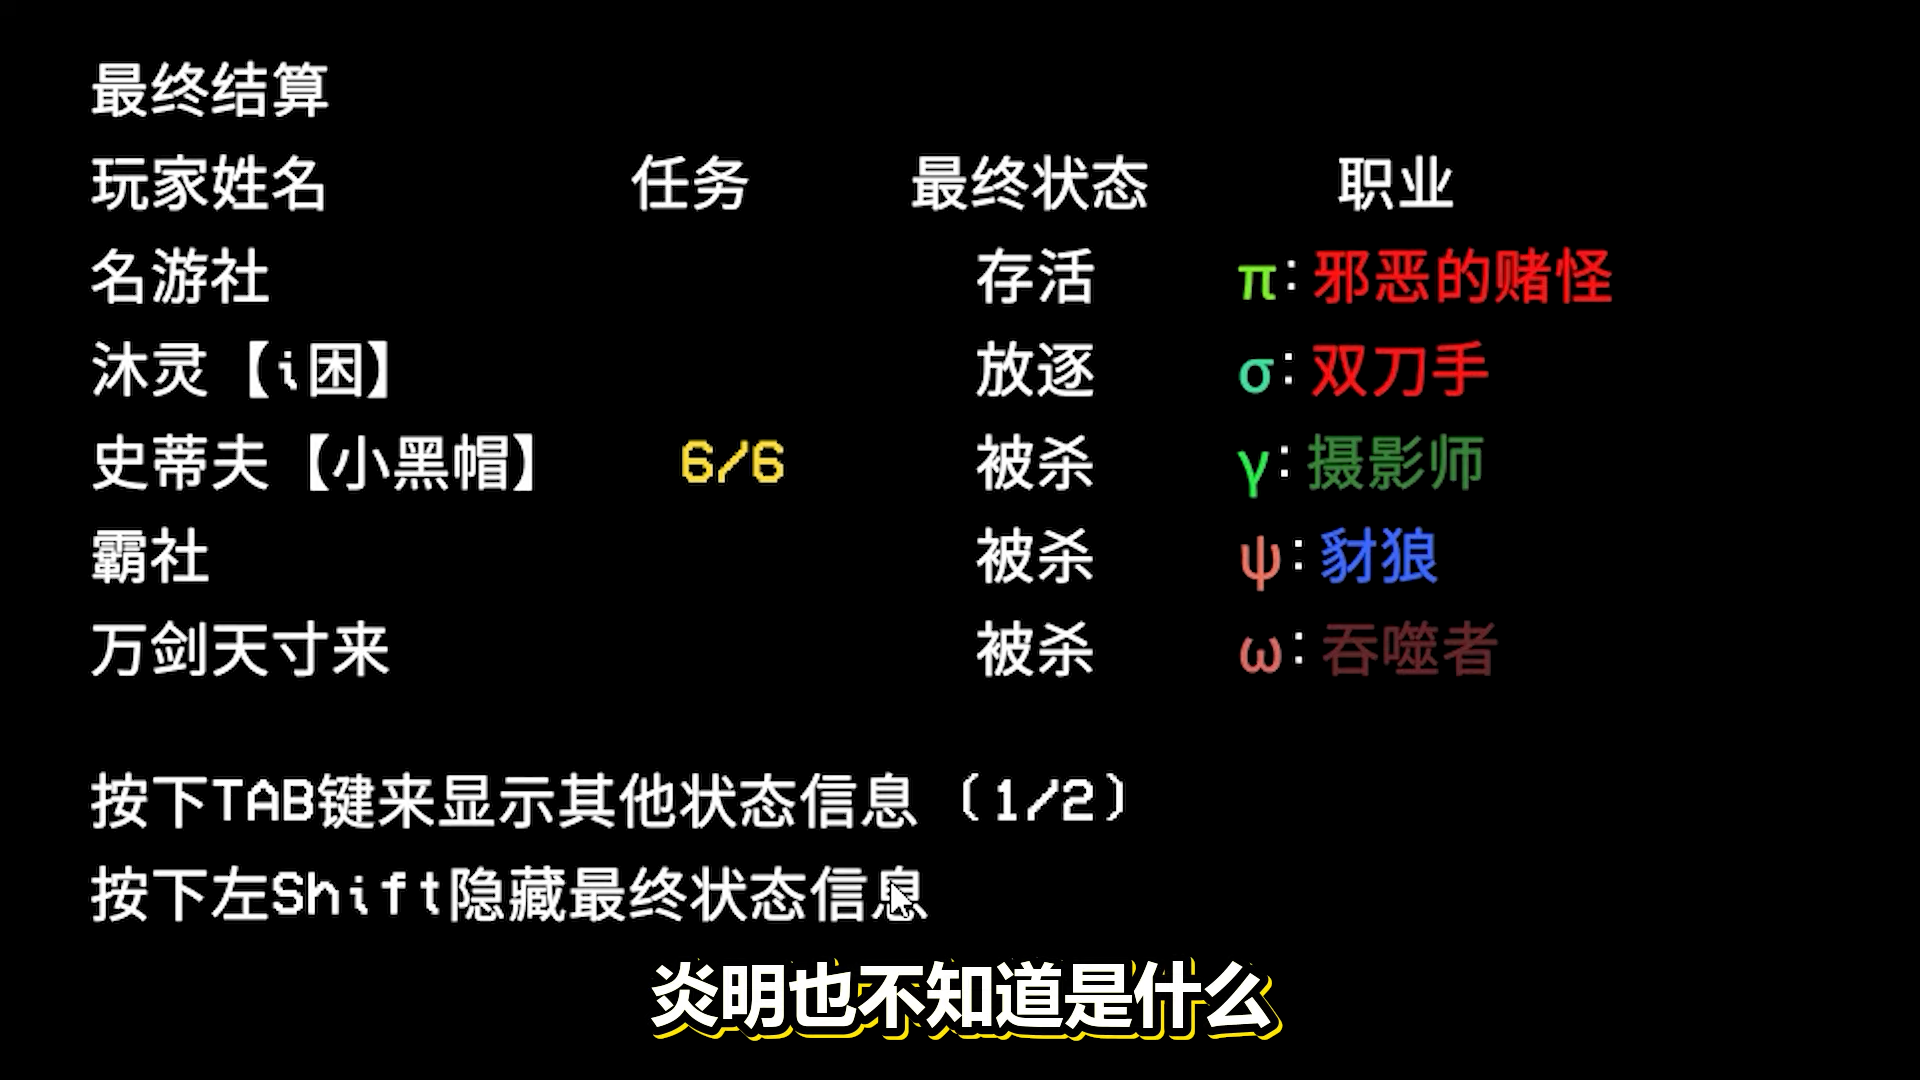 最终结算
玩家姓名 任务 最终状态 职业
名游社 存活 π:邪恶的赌怪
沐灵【i困】 放逐 σ:双刀手
史蒂夫【小黑帽】 6/6 被杀 γ:摄影师
霸社 被杀 ψ:豺狼
万剑天寸来 被杀 ω:吞噬者
按下TAB键来显示其他状态信息（1/2）
按下左Shift隐藏最终状态信息
炎明也不知道是什么